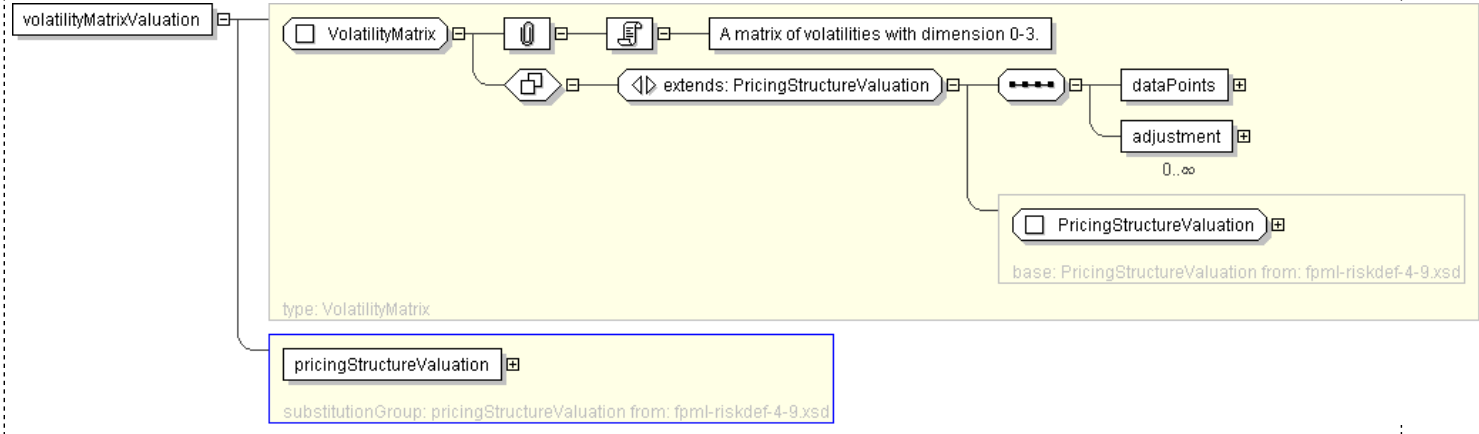 volatilityMatrixValuation
VolatilityMatrix
A matrix of volatilities with dimension 0-3.
extends: PricingStructureValuation
dataPoints
adjustment
0..∞
PricingStructureValuation
base: PricingStructureValuation from: fpml-riskdef-4-9.xsd
type: VolatilityMatrix
pricingStructureValuation
substitutionGroup: pricingStructureValuation from: fpml-riskdef-4-9.xsd